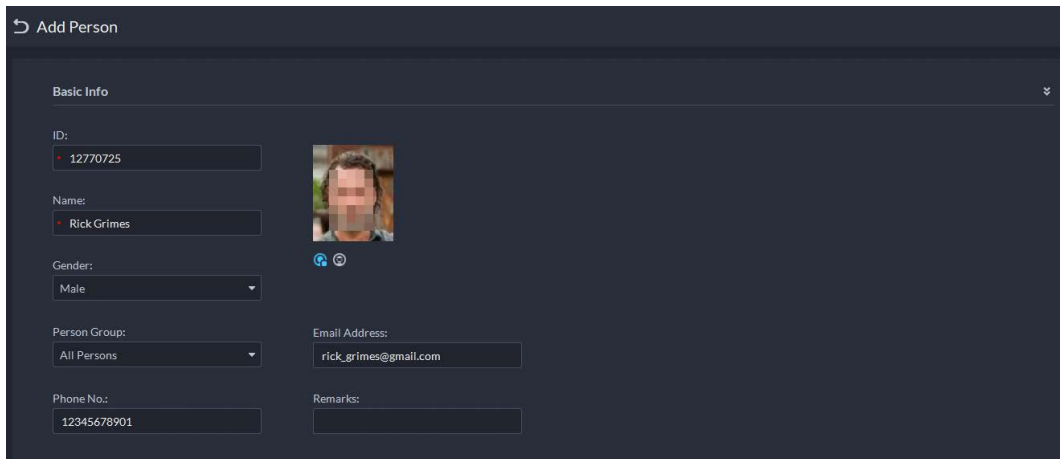 Add Person
Basic Info
ID:
* 12770725
Name:
* Rick Grimes
Gender:
Male
Person Group:
Email Address:
All Persons
rick_grimes@gmail.com
Phone No.:
Remarks:
12345678901